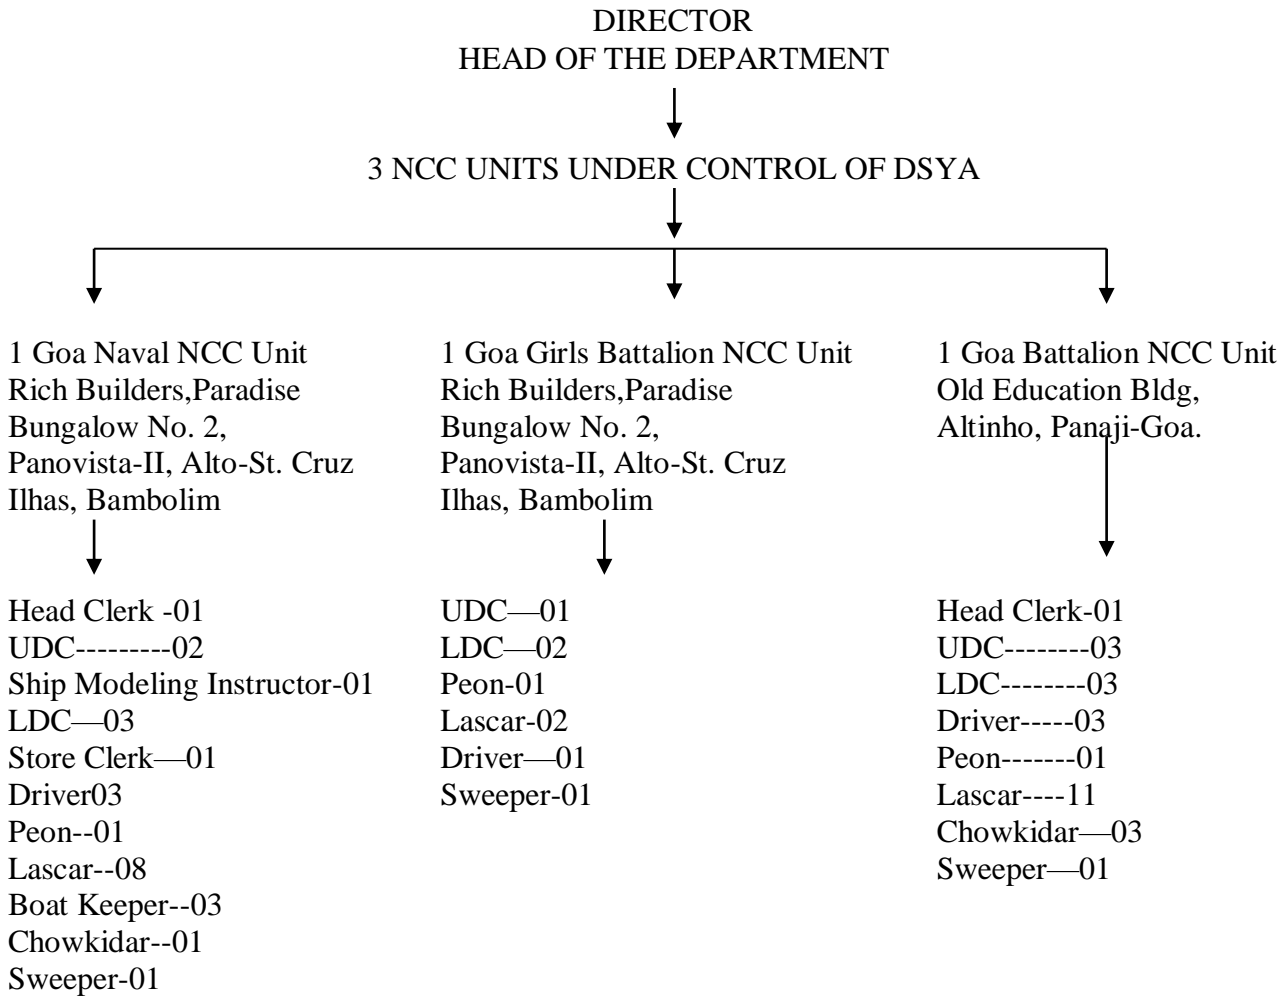 DIRECTOR
HEAD OF THE DEPARTMENT
3 NCC UNITS UNDER CONTROL OF DSYA
1 Goa Naval NCC Unit
Rich Builders,Paradise
Bungalow No. 2,
Panovista-II, Alto-St. Cruz
Ilhas, Bambolim
Head Clerk -01
UDC---------02
Ship Modeling Instructor-01
LDC—03
Store Clerk—01
Driver03
Peon--01
Lascar--08
Boat Keeper--03
Chowkidar--01
Sweeper-01
1 Goa Girls Battalion NCC Unit
Rich Builders,Paradise
Bungalow No. 2,
Panovista-II, Alto-St. Cruz
Ilhas, Bambolim
UDC—01
LDC—02
Peon-01
Lascar-02
Driver—01
Sweeper-01
1 Goa Battalion NCC Unit
Old Education Bldg,
Altinho, Panaji-Goa.
Head Clerk-01
UDC--------03
LDC--------03
Driver-----03
Peon-------01
Lascar----11
Chowkidar—03
Sweeper—01